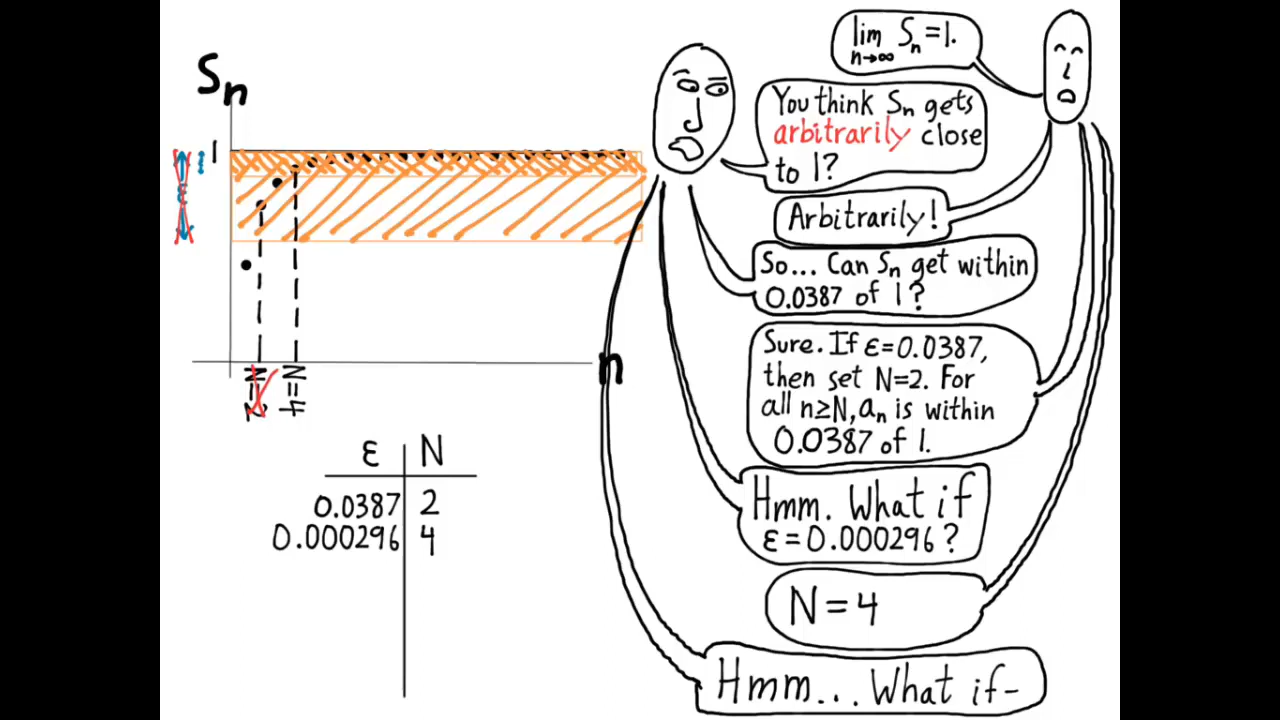 Sn
1
ε
N=2
N=4
n
ε N
0.0387 2
0.000296 4
lim Sn=1.
n→∞
You think Sn gets
arbitrarily close
to 1?
Arbitrarily!
So... Can Sn get within
0.0387 of 1?
Sure. If ε=0.0387,
then set N=2. For
all n≥N, an is within
0.0387 of 1.
Hmm. What if
ε=0.000296?
N=4
Hmm... What if-